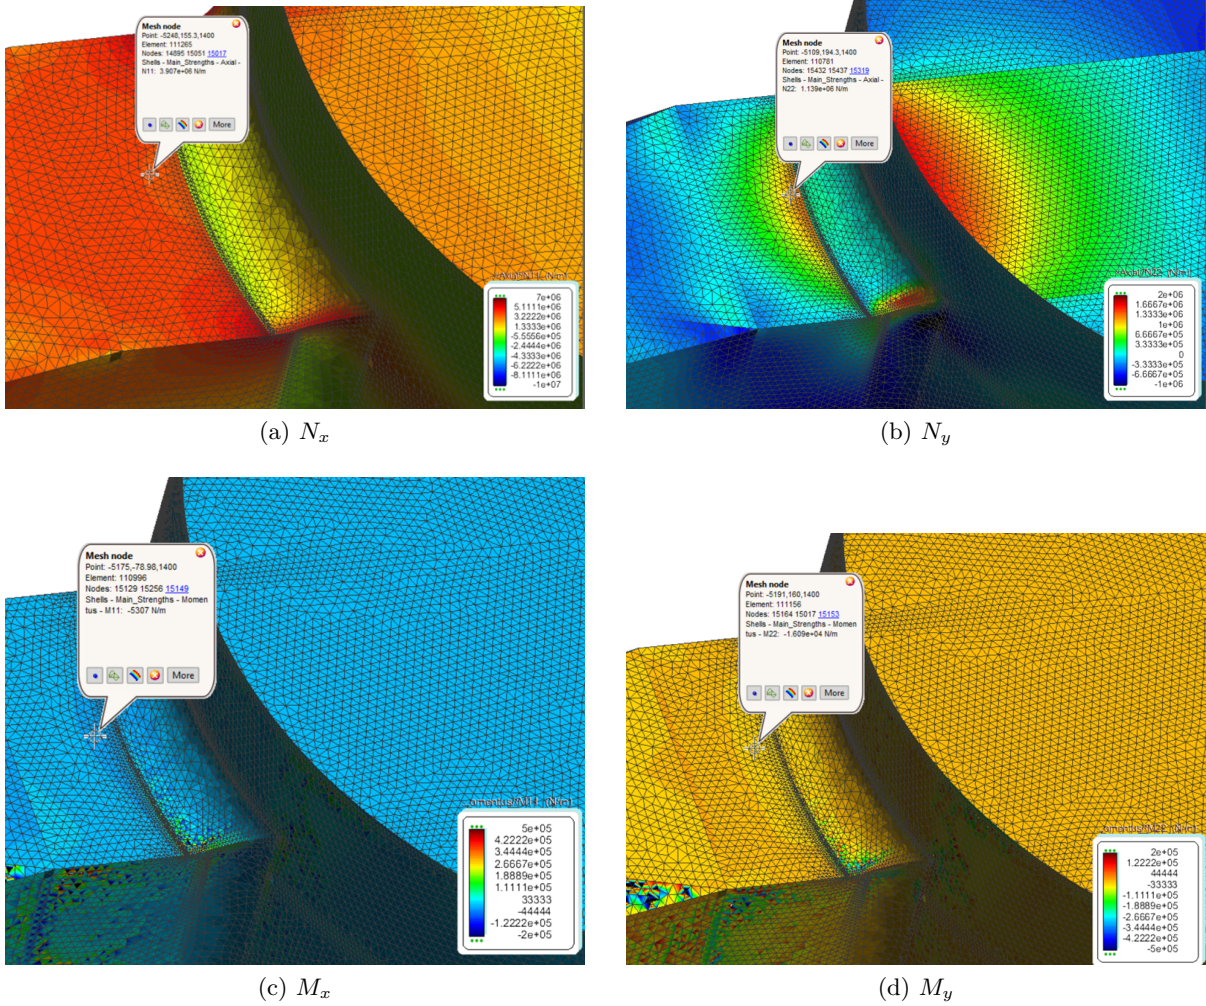 Mesh node
Point: -5248,155.3,1400
Element: 111265
Nodes: 14895 15051 15017
Shells - Main_Strengths - Axial -
N11: 3.907e+06 N/m
More
7e+06
5.1111e+06
3.2222e+06
1.3333e+06
-5.5556e+05
-2.4444e+06
-4.3333e+06
-6.2222e+06
-8.1111e+06
-1e+07
(a) Nx
Mesh node
Point: -5109,194.3,1400
Element: 110781
Nodes: 15432 15437 15319
Shells - Main_Strengths - Axial -
N22: 1.139e+06 N/m
More
Axial/N22 (N/m)
2e+06
1.6667e+06
1.3333e+06
1e+06
6.6667e+05
3.3333e+05
0
-3.3333e+05
-6.6667e+05
-1e+06
(b) Ny
Mesh node
Point: -5175,-78.98,1400
Element: 110996
Nodes: 15129 15256 15149
Shells - Main_Strengths - Momen
tus - M11: -5307 N/m
More
5e+05
4.2222e+05
3.4444e+05
2.6667e+05
1.8889e+05
1.1111e+05
33333
-44444
-1.2222e+05
-2e+05
(c) Mx
Mesh node
Point: -5191,160,1400
Element: 111156
Nodes: 15164 15017 15153
Shells - Main_Strengths - Momen
tus - M22: -1.609e+04 N/m
More
2e+05
1.2222e+05
44444
-33333
-1.1111e+05
-1.8889e+05
-2.6667e+05
-3.4444e+05
-4.2222e+05
-5e+05
(d) My